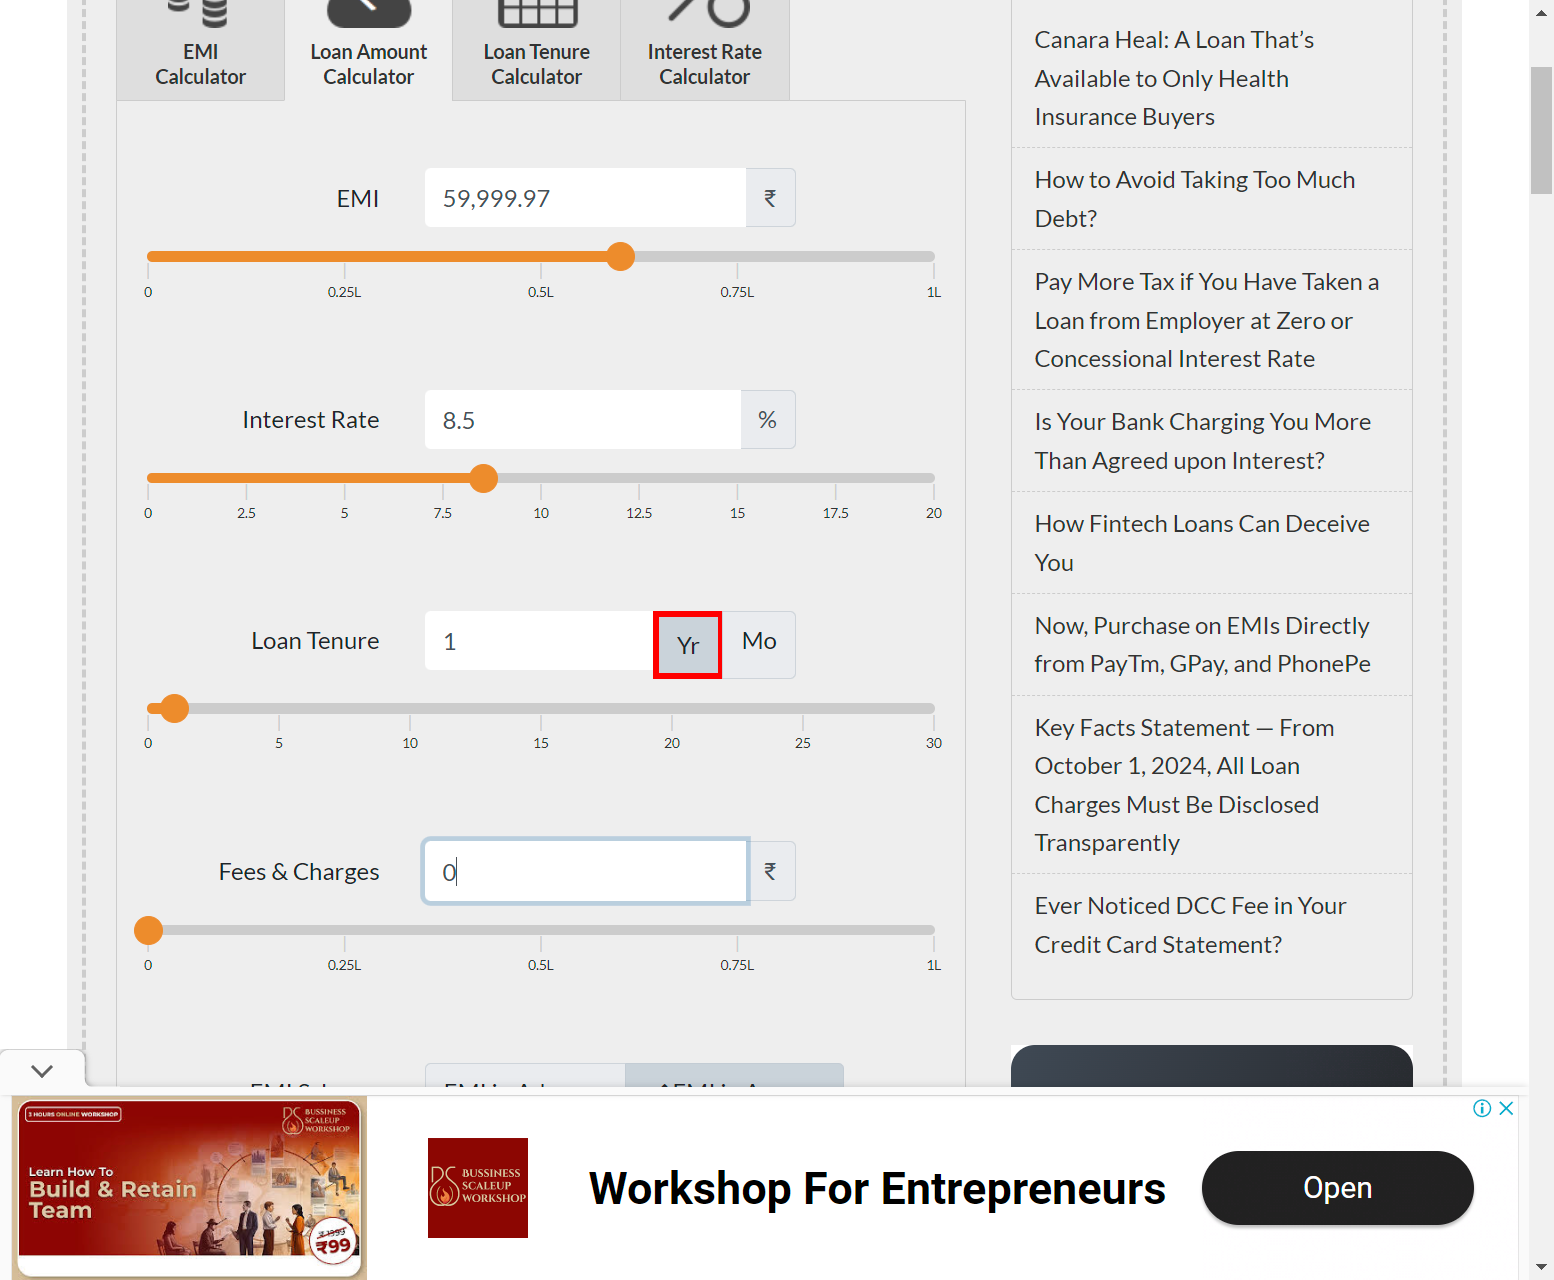 EMI
Calculator
Loan Amount
Calculator
Loan Tenure
Calculator
Interest Rate
Calculator
EMI
59,999.97
₹
0
0.25L
0.5L
0.75L
1L
Interest Rate
8.5
%
0
2.5
5
7.5
10
12.5
15
17.5
20
Loan Tenure
1
Yr
Mo
0
5
10
15
20
25
30
Fees & Charges
0
₹
0
0.25L
0.5L
0.75L
1L
Canara Heal: A Loan That’s
Available to Only Health
Insurance Buyers
How to Avoid Taking Too Much
Debt?
Pay More Tax if You Have Taken a
Loan from Employer at Zero or
Concessional Interest Rate
Is Your Bank Charging You More
Than Agreed upon Interest?
How Fintech Loans Can Deceive
You
Now, Purchase on EMIs Directly
from PayTm, GPay, and PhonePe
Key Facts Statement — From
October 1, 2024, All Loan
Charges Must Be Disclosed
Transparently
Ever Noticed DCC Fee in Your
Credit Card Statement?
3 HOURS ONLINE WORKSHOP
BUSSINESS
SCALEUP
WORKSHOP
Learn How To
Build & Retain
Team
₹ 1399
₹99
BUSSINESS
SCALEUP
WORKSHOP
Workshop For Entrepreneurs
Open